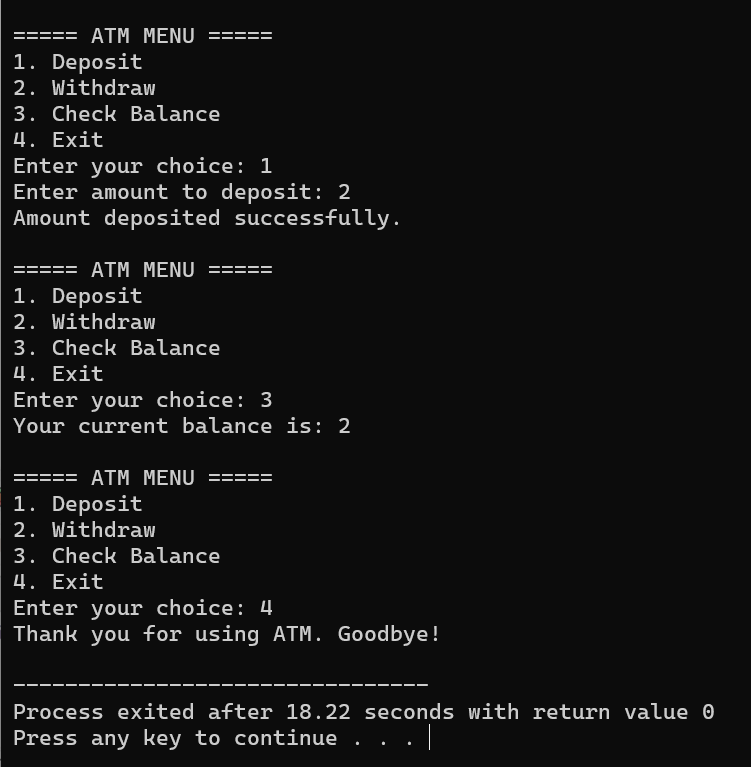 ===== ATM MENU =====
1. Deposit
2. Withdraw
3. Check Balance
4. Exit
Enter your choice: 1
Enter amount to deposit: 2
Amount deposited successfully.
===== ATM MENU =====
1. Deposit
2. Withdraw
3. Check Balance
4. Exit
Enter your choice: 3
Your current balance is: 2
===== ATM MENU =====
1. Deposit
2. Withdraw
3. Check Balance
4. Exit
Enter your choice: 4
Thank you for using ATM. Goodbye!
--------------------------------
Process exited after 18.22 seconds with return value 0
Press any key to continue . . .